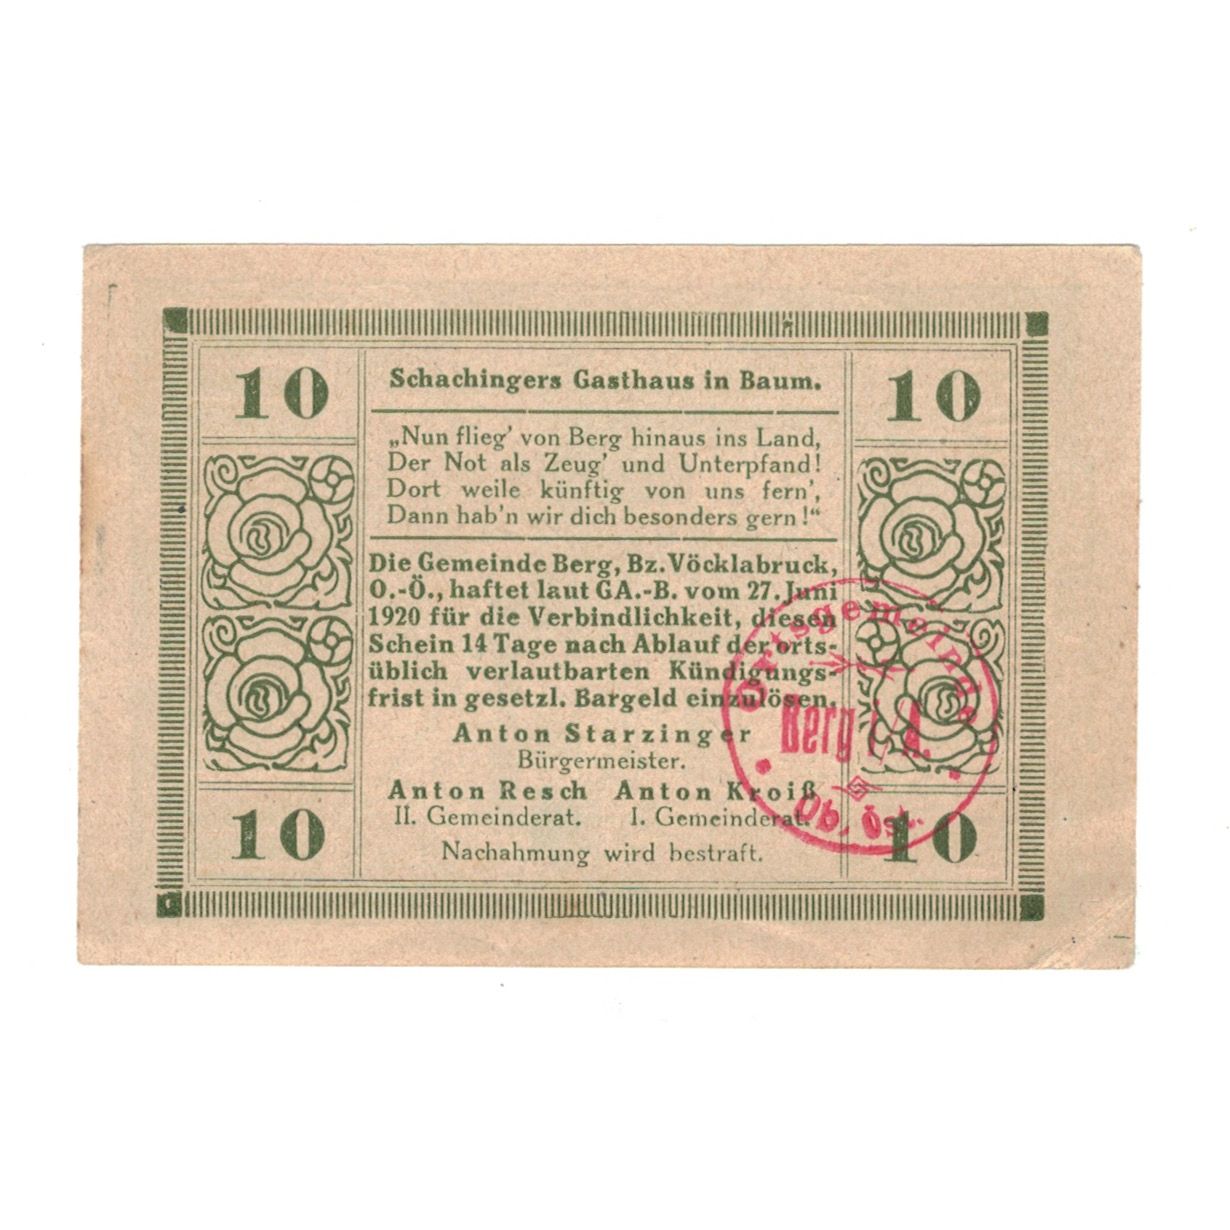 10
10
Schachingers Gasthaus in Baum.
„Nun flieg' von Berg hinaus ins Land,
Der Not als Zeug' und Unterpfand!
Dort weile künftig von uns fern',
Dann hab'n wir dich besonders gern!“
Die Gemeinde Berg, Bz. Vöcklabruck,
O.-Ö., haftet laut GA.-B. vom 27. Juni
1920 für die Verbindlichkeit, diesen
Schein 14 Tage nach Ablauf der orts-
üblich verlautbarten Kündigungs-
frist in gesetzl. Bargeld einzulösen.
Anton Starzinger
Bürgermeister.
Anton Resch Anton Kroiß
II. Gemeinderat. I. Gemeinderat.
Nachahmung wird bestraft.
10
10
Ortsgemeinde
Berg i. A.
Ob. Öst.